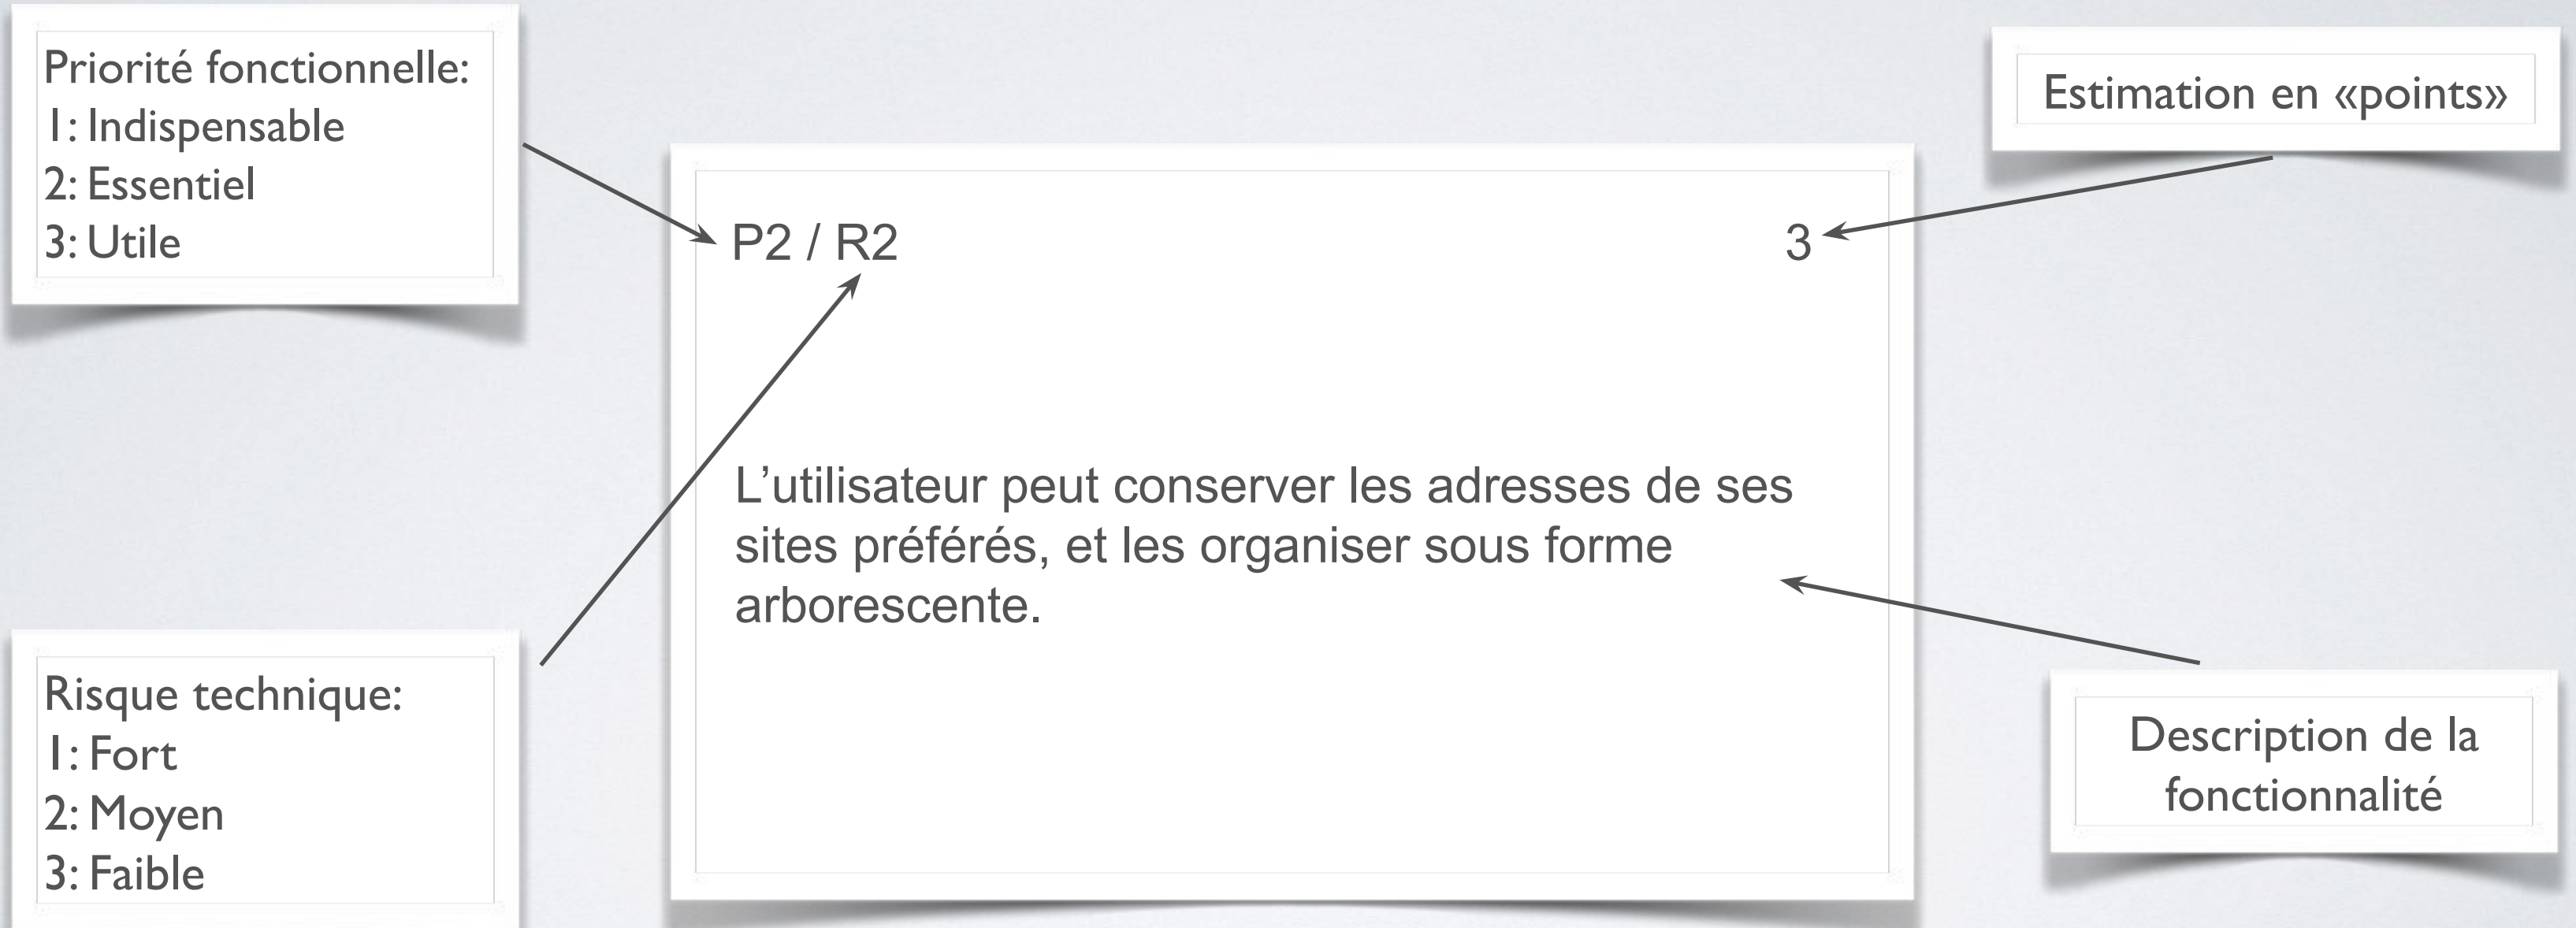 Priorité fonctionnelle:
1: Indispensable
2: Essentiel
3: Utile
Estimation en «points»
P2 / R2
3
L’utilisateur peut conserver les adresses de ses
sites préférés, et les organiser sous forme
arborescente.
Risque technique:
1: Fort
2: Moyen
3: Faible
Description de la
fonctionnalité